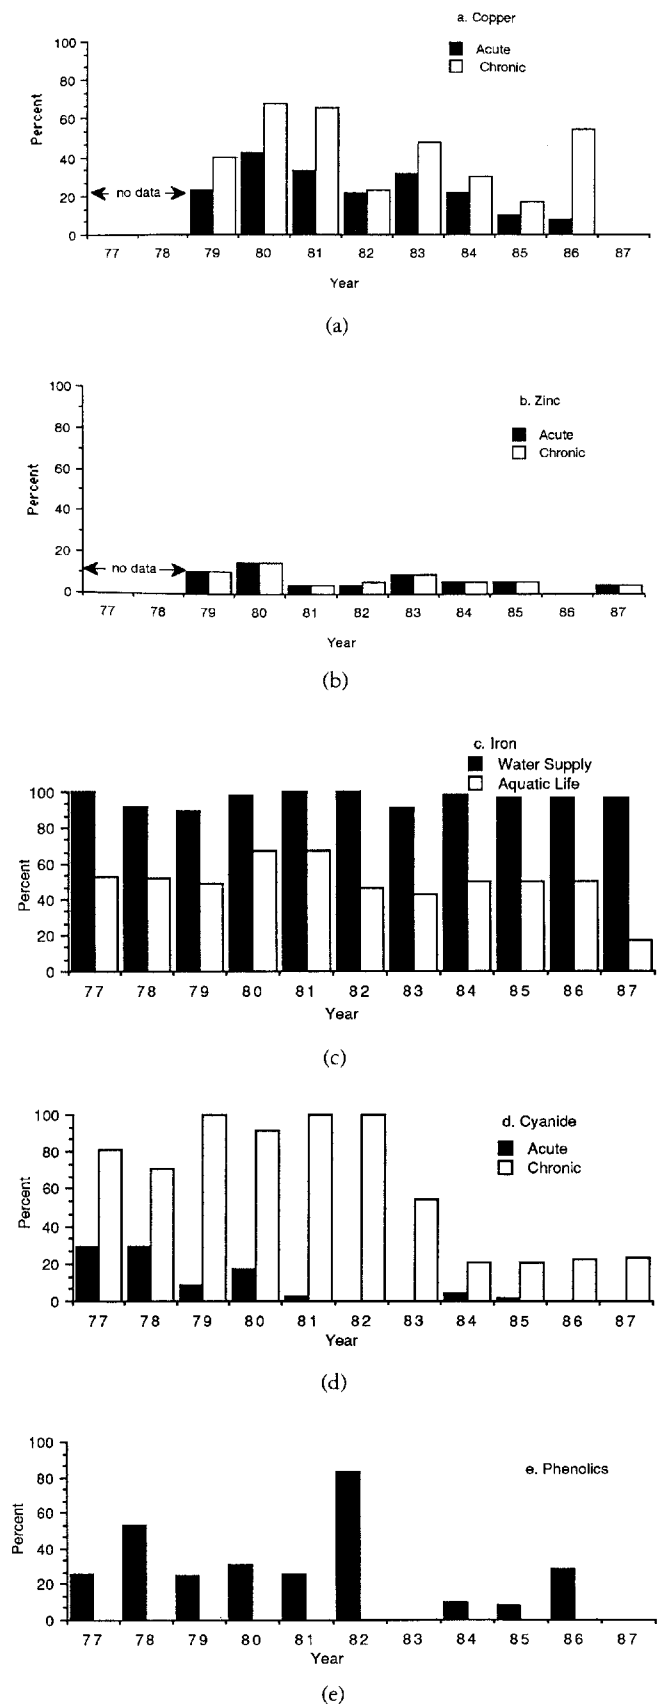 a. Copper
Acute
Chronic
100
80
60
40
20
0
Percent
no data
77 78 79 80 81 82 83 84 85 86 87
Year
(a)
b. Zinc
Acute
Chronic
100
80
60
40
20
0
Percent
no data
77 78 79 80 81 82 83 84 85 86 87
Year
(b)
c. Iron
Water Supply
Aquatic Life
100
80
60
40
20
0
Percent
77 78 79 80 81 82 83 84 85 86 87
Year
(c)
d. Cyanide
Acute
Chronic
100
80
60
40
20
0
Percent
77 78 79 80 81 82 83 84 85 86 87
Year
(d)
e. Phenolics
100
80
60
40
20
0
Percent
77 78 79 80 81 82 83 84 85 86 87
Year
(e)